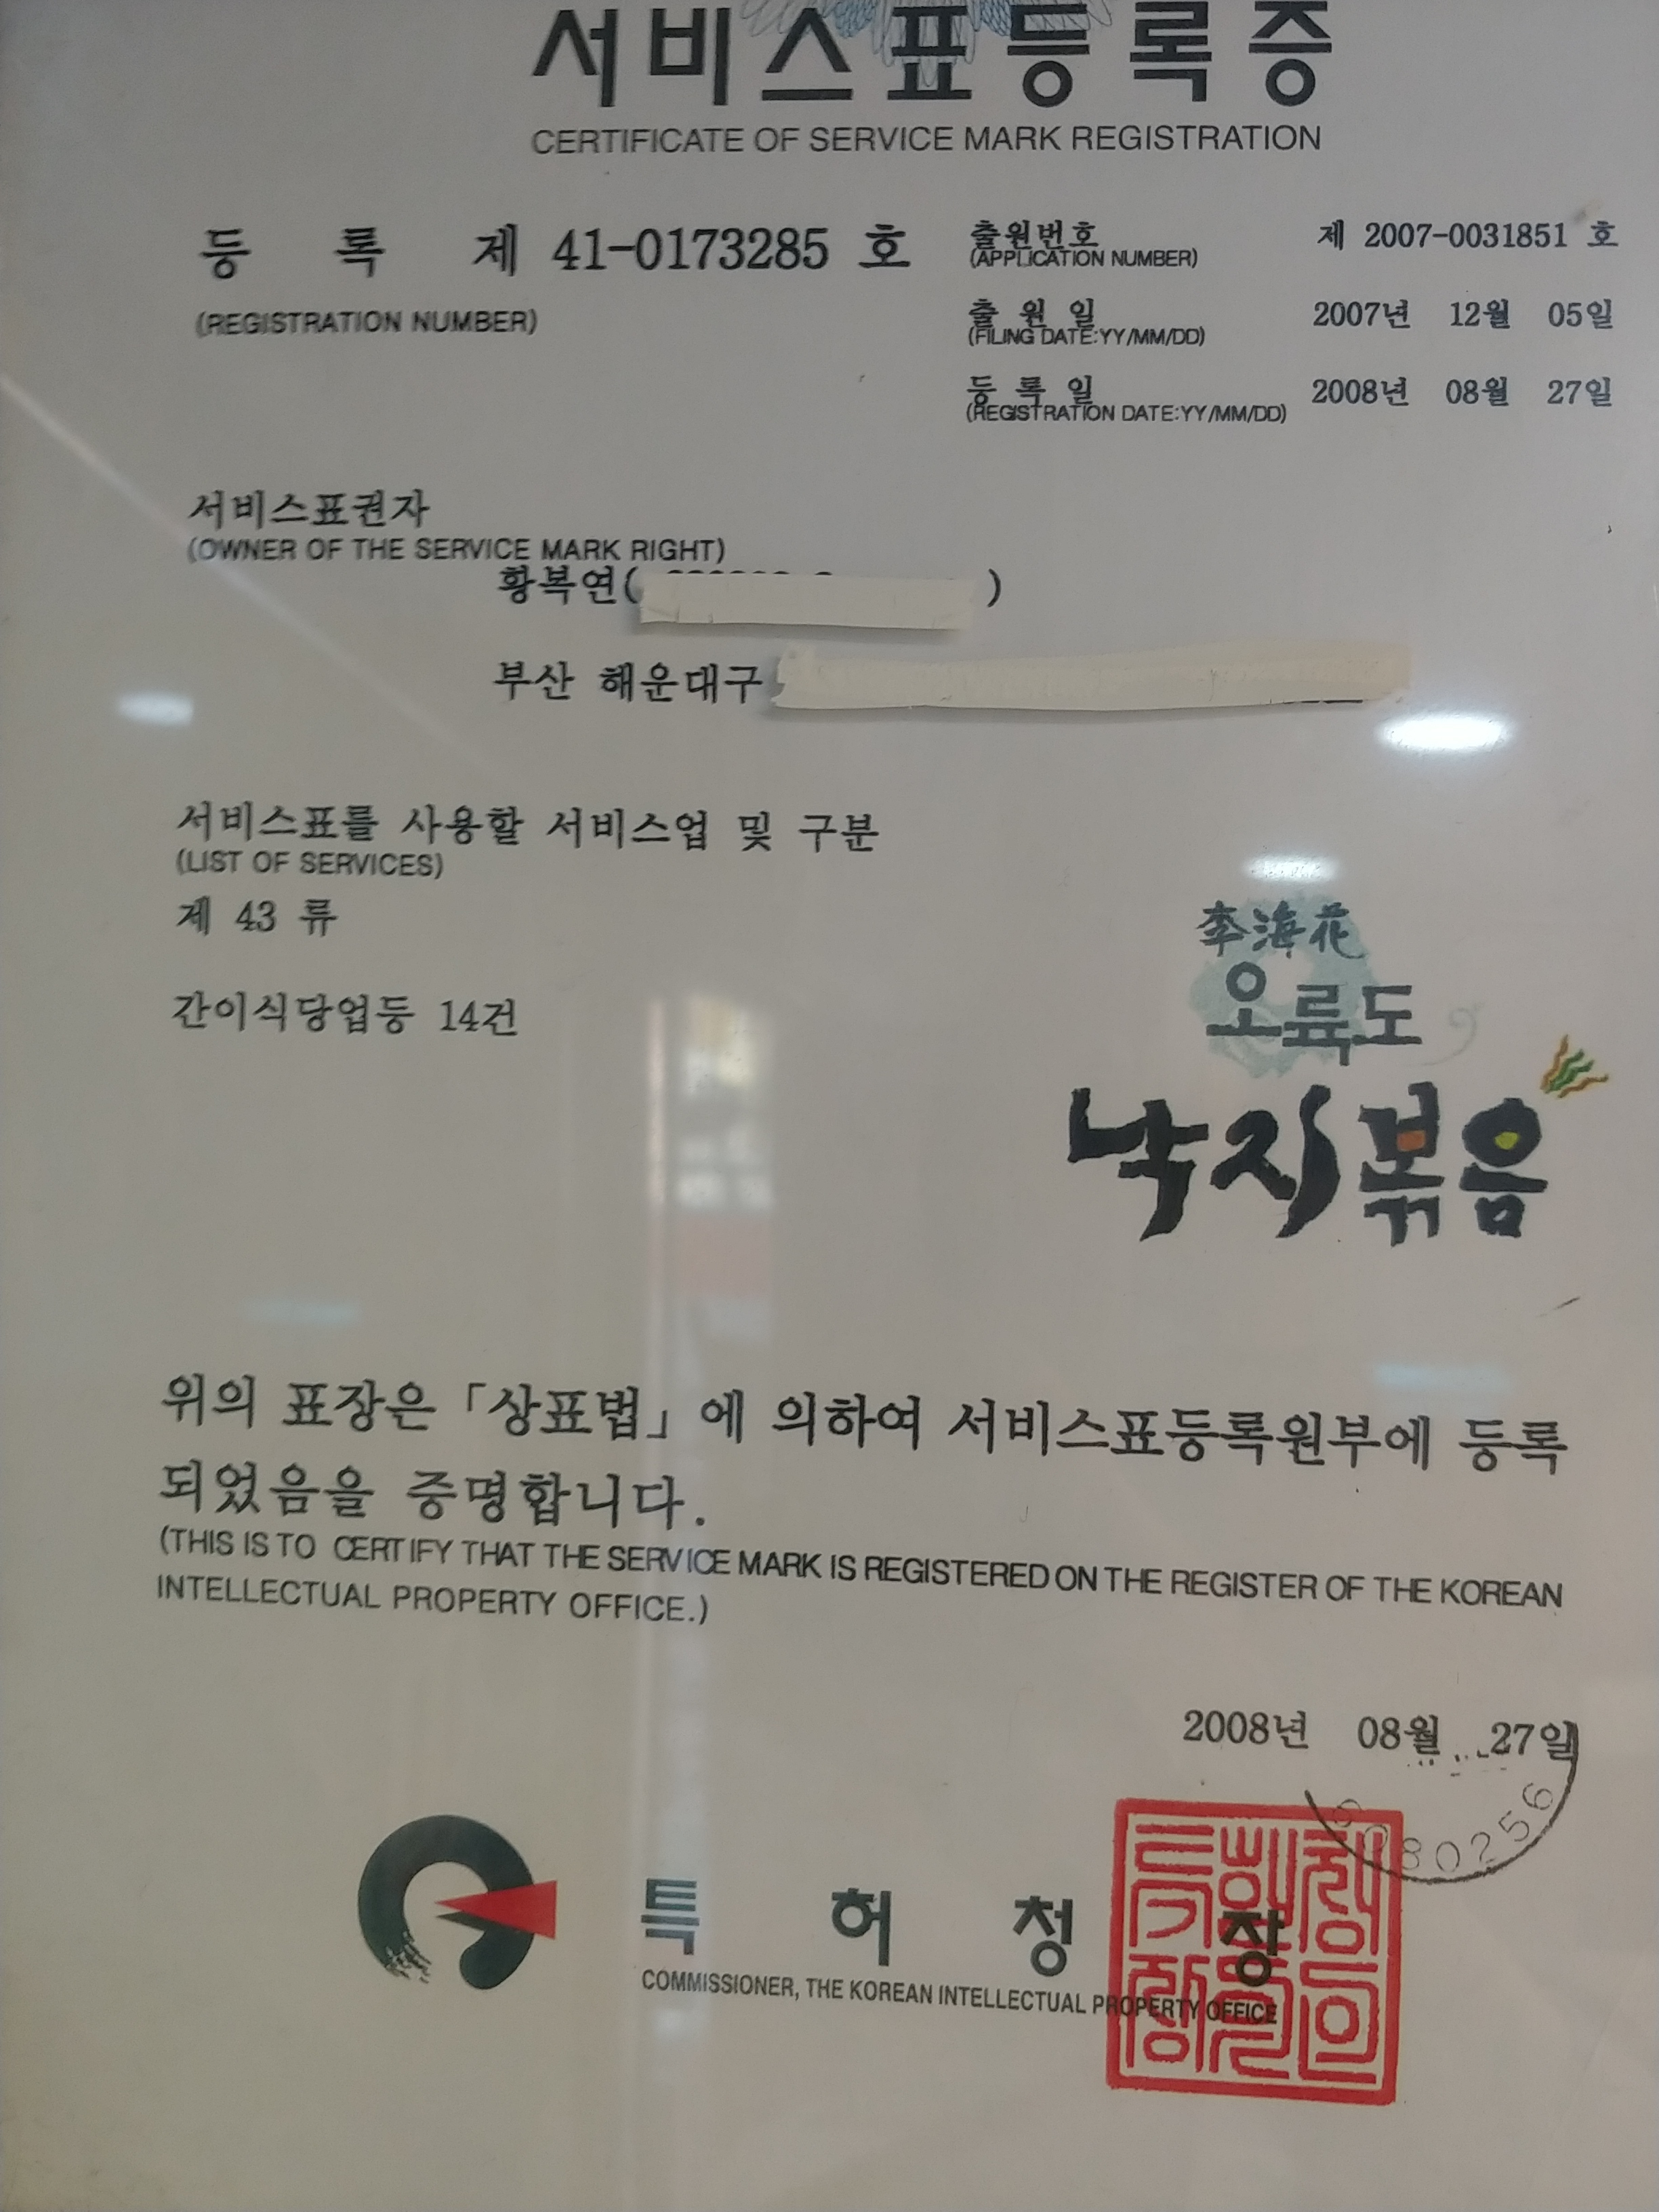 서비스표등록증
CERTIFICATE OF SERVICE MARK REGISTRATION
등 록 제 41-0173285 호
(REGISTRATION NUMBER)
출원번호 제 2007-0031851 호
(APPLICATION NUMBER)
출 원 일 2007년 12월 05일
(FILING DATE:YY/MM/DD)
등 록 일 2008년 08월 27일
(REGISTRATION DATE:YY/MM/DD)
서비스표권자
(OWNER OF THE SERVICE MARK RIGHT)
황복연( )
부산 해운대구
서비스표를 사용할 서비스업 및 구분
(LIST OF SERVICES)
제 43 류
간이식당업등 14건
李海花
오륙도
낙지볶음
위의 표장은 「상표법」에 의하여 서비스표등록원부에 등록
되었음을 증명합니다.
(THIS IS TO CERTIFY THAT THE SERVICE MARK IS REGISTERED ON THE REGISTER OF THE KOREAN
INTELLECTUAL PROPERTY OFFICE.)
2008년 08월 27일
80256
특 허 청 장
COMMISSIONER, THE KOREAN INTELLECTUAL PROPERTY OFFICE